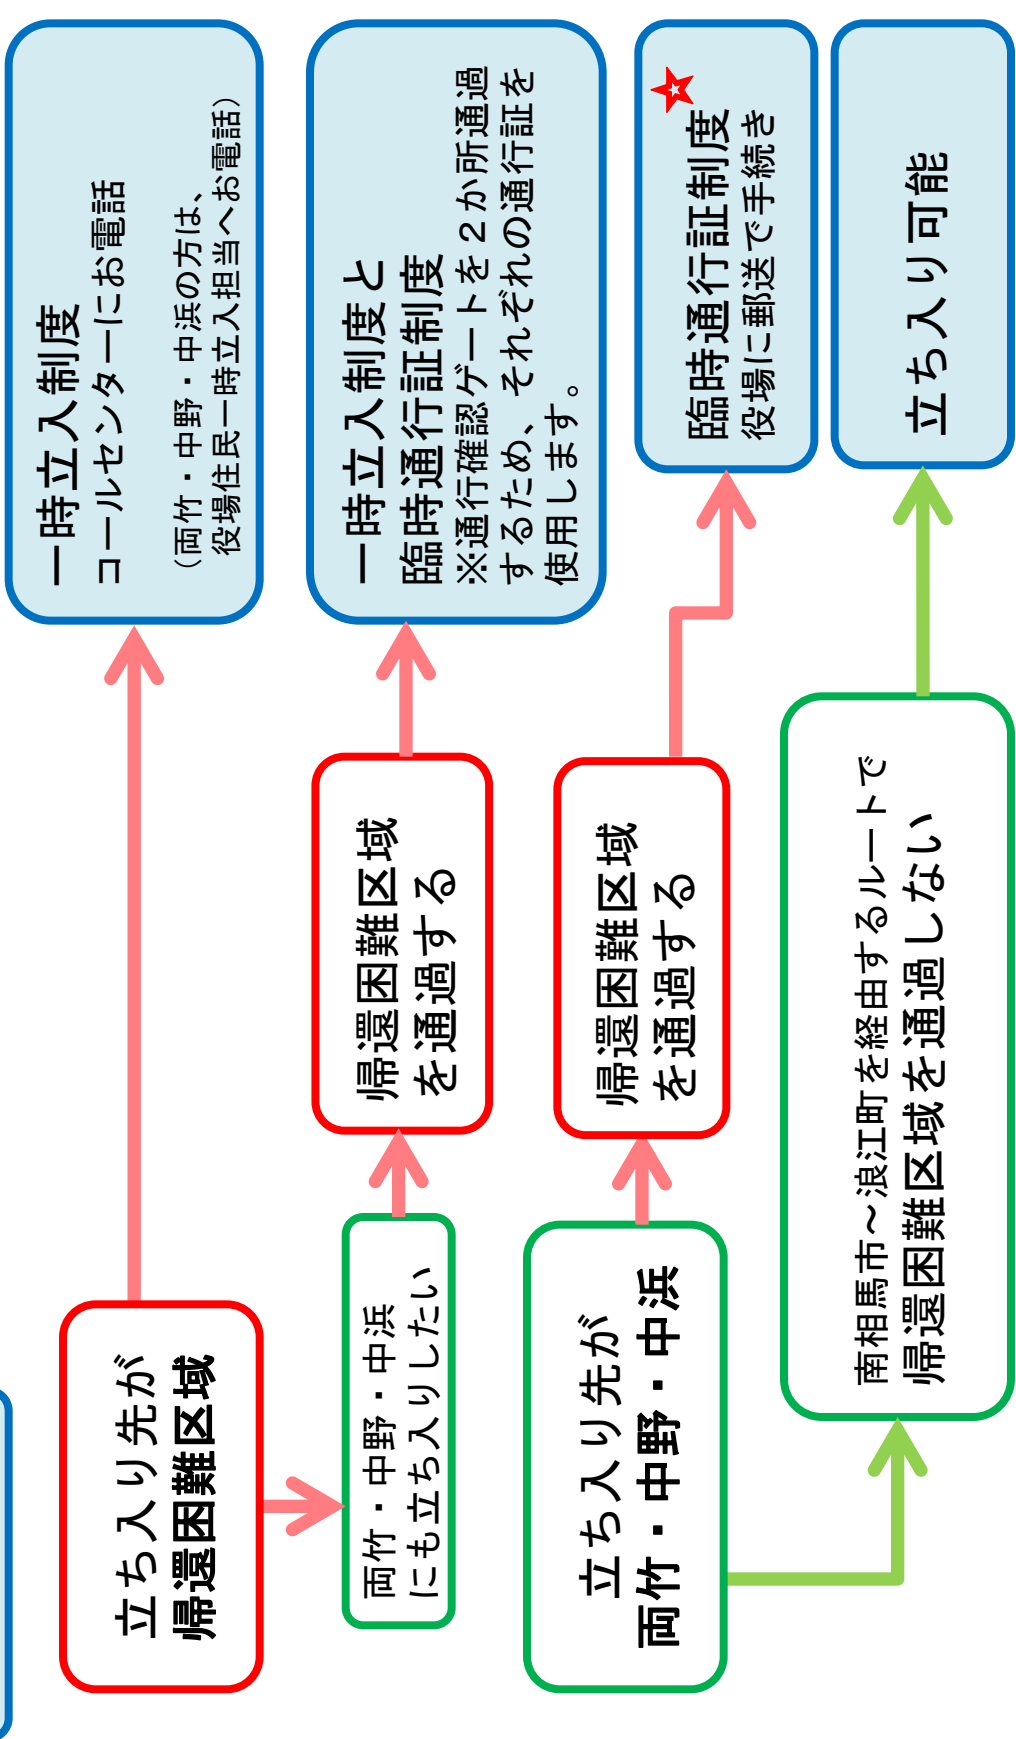 立ち入り先が
帰還困難区域
一時立入制度
コールセンターにお電話
（両竹・中野・中浜の方は、
役場住民一時立入担当へお電話）
両竹・中野・中浜
にも立ち入りしたい
帰還困難区域
を通過する
一時立入制度と
臨時通行証制度
※通行確認ゲートを２か所通過
するため、それぞれの通行証を
使用します。
立ち入り先が
両竹・中野・中浜
帰還困難区域
を通過する
臨時通行証制度
役場に郵送で手続き
南相馬市～浪江町を経由するルートで
帰還困難区域を通過しない
立ち入り可能